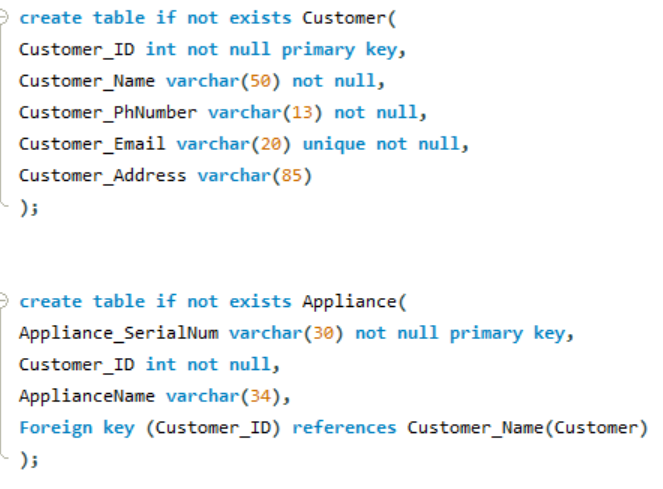 create table if not exists Customer(
Customer_ID int not null primary key,
Customer_Name varchar(50) not null,
Customer_PhNumber varchar(13) not null,
Customer_Email varchar(20) unique not null,
Customer_Address varchar(85)
);
create table if not exists Appliance(
Appliance_SerialNum varchar(30) not null primary key,
Customer_ID int not null,
ApplianceName varchar(34),
Foreign key (Customer_ID) references Customer_Name(Customer)
);